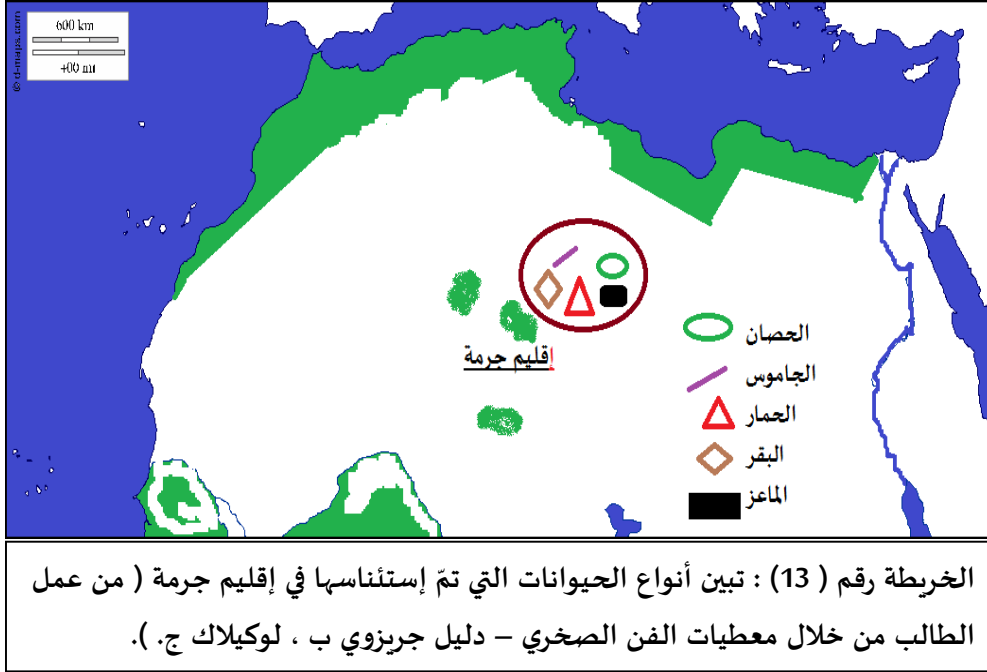 600 km
400 mi
© d-maps.com
إقليم جرمة
الحصان
الجاموس
الحمار
البقر
الماعز
الخريطة رقم ( 13) : تبين أنواع الحيوانات التي تمّ إستئناسها في إقليم جرمة ( من عمل
الطالب من خلال معطيات الفن الصخري – دليل جريزوي ب ، لوكيلاك ج. ).